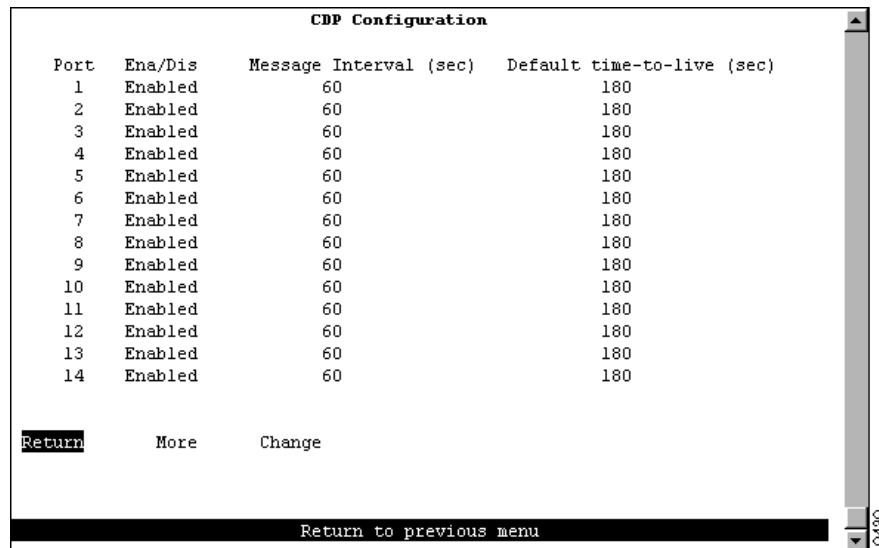 CDP Configuration
Port Ena/Dis Message Interval (sec) Default time-to-live (sec)
1 Enabled 60 180
2 Enabled 60 180
3 Enabled 60 180
4 Enabled 60 180
5 Enabled 60 180
6 Enabled 60 180
7 Enabled 60 180
8 Enabled 60 180
9 Enabled 60 180
10 Enabled 60 180
11 Enabled 60 180
12 Enabled 60 180
13 Enabled 60 180
14 Enabled 60 180
Return More Change
Return to previous menu